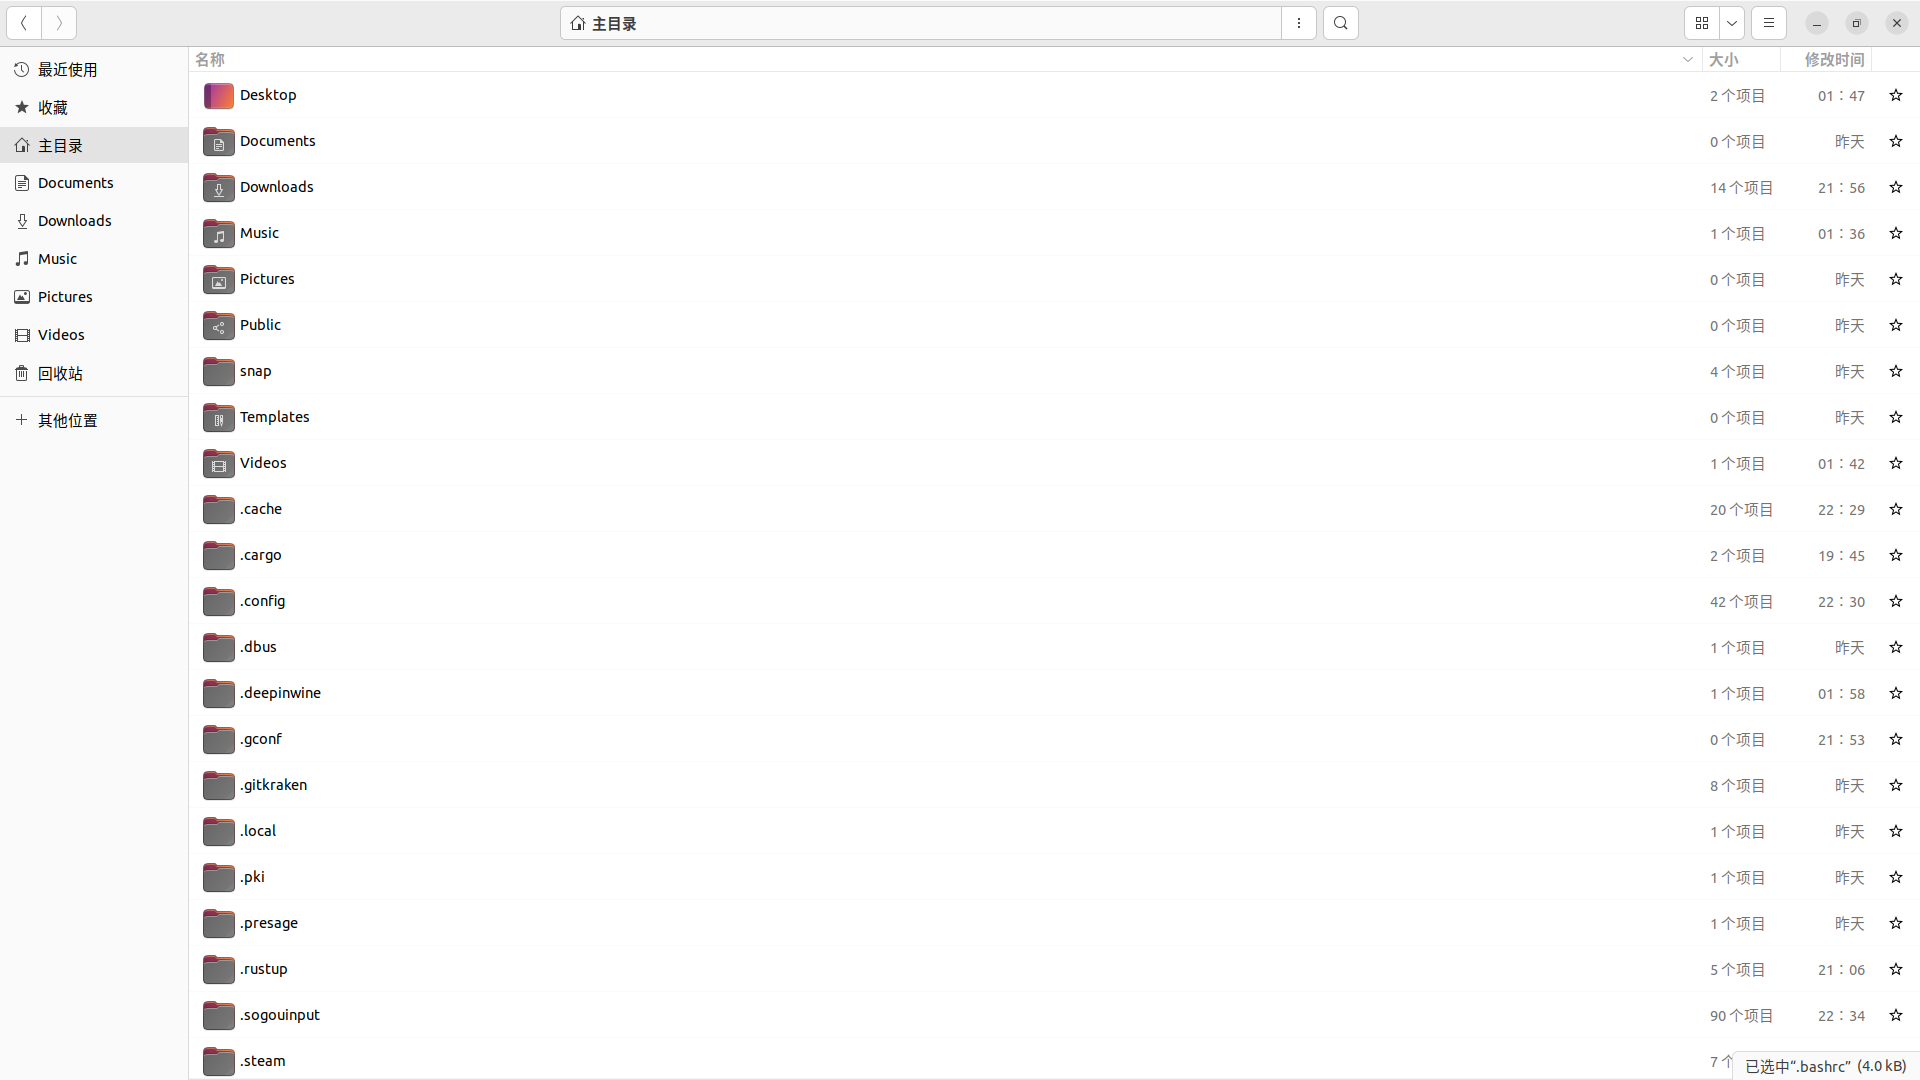 主目录
名称 大小 修改时间
最近使用
收藏
主目录
Documents
Downloads
Music
Pictures
Videos
回收站
其他位置
Desktop 2 个项目 01：47
Documents 0 个项目 昨天
Downloads 14 个项目 21：56
Music 1 个项目 01：36
Pictures 0 个项目 昨天
Public 0 个项目 昨天
snap 4 个项目 昨天
Templates 0 个项目 昨天
Videos 1 个项目 01：42
.cache 20 个项目 22：29
.cargo 2 个项目 19：45
.config 42 个项目 22：30
.dbus 1 个项目 昨天
.deepinwine 1 个项目 01：58
.gconf 0 个项目 21：53
.gitkraken 8 个项目 昨天
.local 1 个项目 昨天
.pki 1 个项目 昨天
.presage 1 个项目 昨天
.rustup 5 个项目 21：06
.sogouinput 90 个项目 22：34
.steam 7 个
已选中“.bashrc” (4.0 kB)